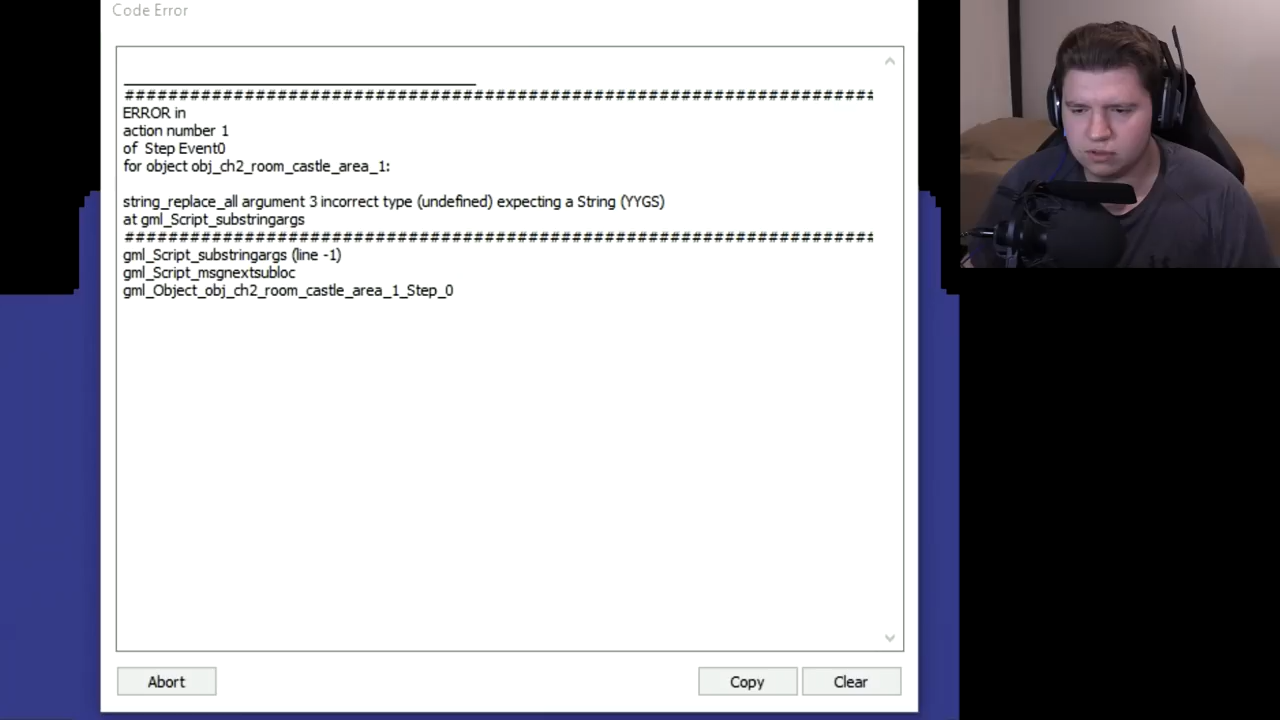 Code Error
###################################################################
ERROR in
action number 1
of  Step Event0
for object obj_ch2_room_castle_area_1:
string_replace_all argument 3 incorrect type (undefined) expecting a String (YYGS)
at gml_Script_substringargs
###################################################################
gml_Script_substringargs (line -1)
gml_Script_msgnextsubloc
gml_Object_obj_ch2_room_castle_area_1_Step_0
Abort
Copy
Clear